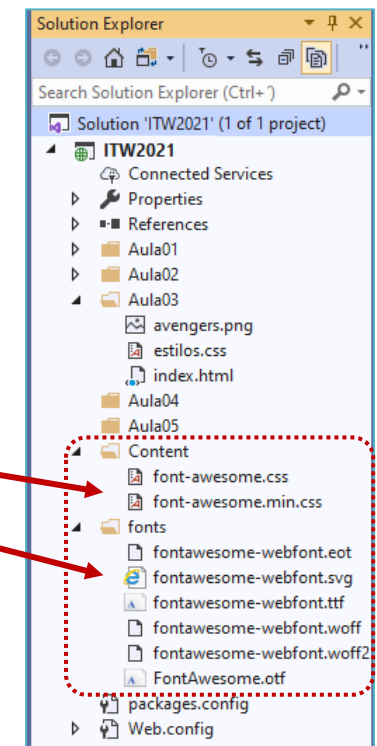 Solution Explorer
Search Solution Explorer (Ctrl+´)
Solution 'ITW2021' (1 of 1 project)
ITW2021
Connected Services
Properties
References
Aula01
Aula02
Aula03
avengers.png
estilos.css
index.html
Aula04
Aula05
Content
font-awesome.css
font-awesome.min.css
fonts
fontawesome-webfont.eot
fontawesome-webfont.svg
fontawesome-webfont.ttf
fontawesome-webfont.woff
fontawesome-webfont.woff2
FontAwesome.otf
packages.config
Web.config